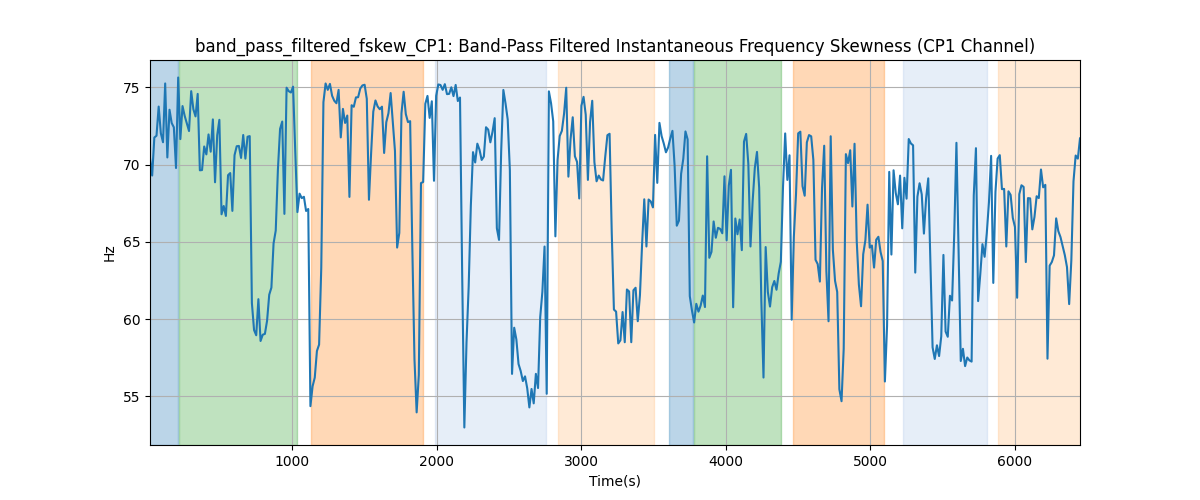 band_pass_filtered_fskew_CP1: Band-Pass Filtered Instantaneous Frequency Skewness (CP1 Channel)
75
70
65
60
55
Hz
1000 2000 3000 4000 5000 6000
Time(s)